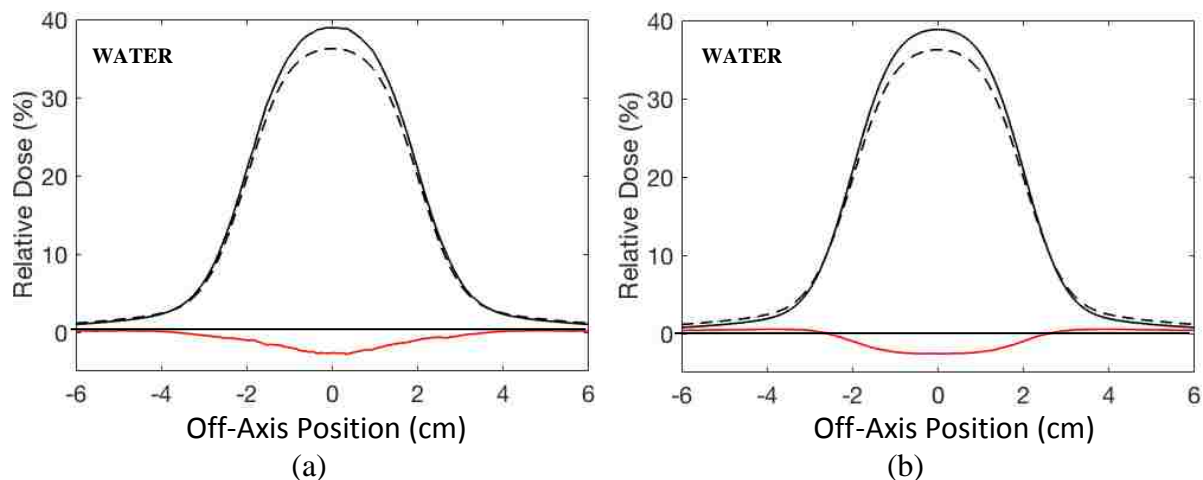 40
WATER
30
20
10
0
Relative Dose (%)
-6 -4 -2 0 2 4 6
Off-Axis Position (cm)
(a)
40
WATER
30
20
10
0
Relative Dose (%)
-6 -4 -2 0 2 4 6
Off-Axis Position (cm)
(b)